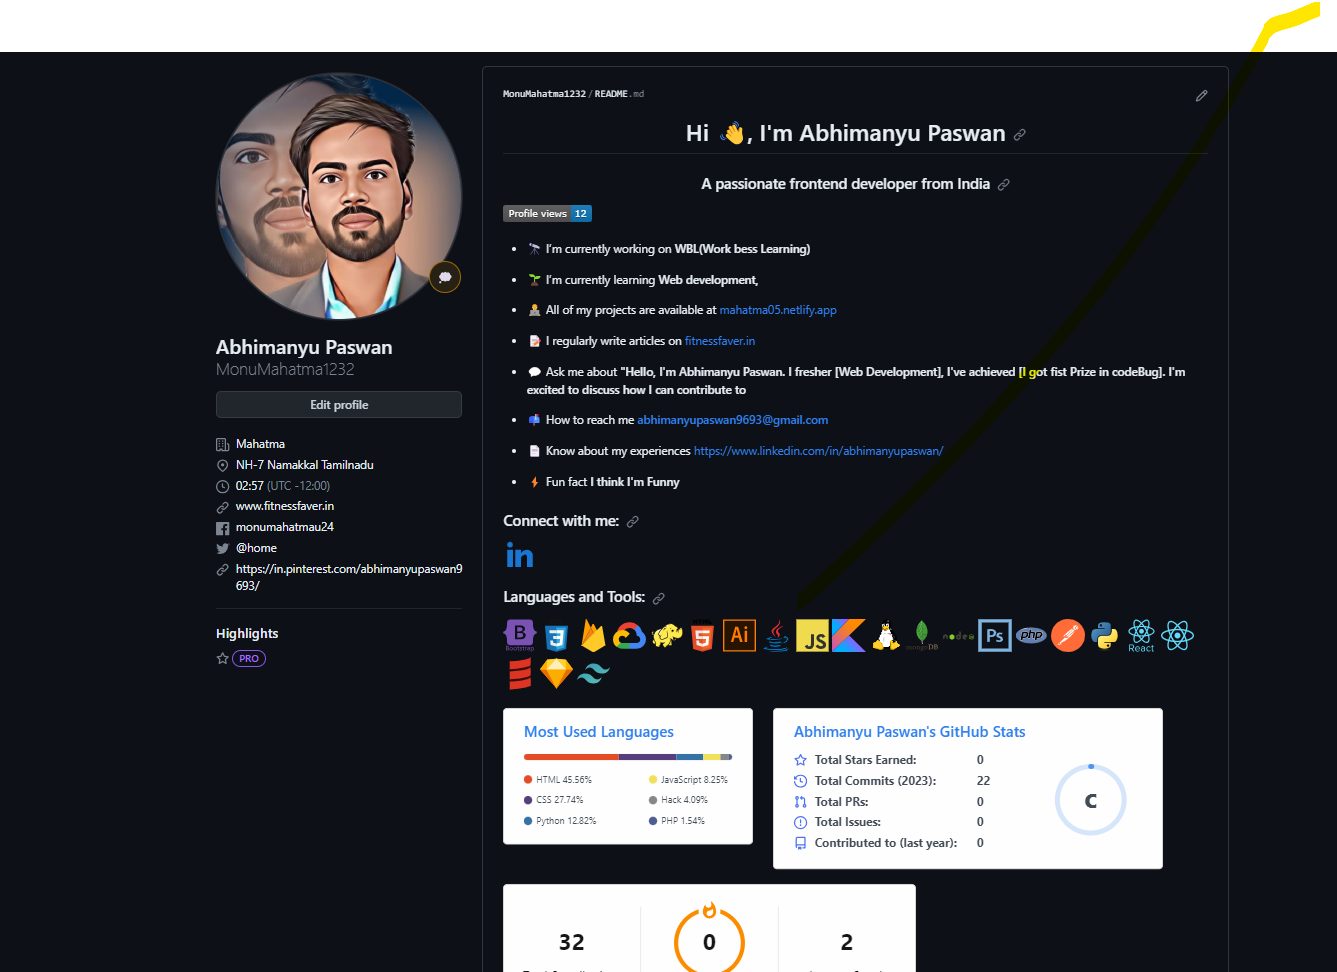 MonuMahatma1232 / README.md
Hi 👋, I'm Abhimanyu Paswan
A passionate frontend developer from India
Profile views 12
I'm currently working on WBL(Work bess Learning)
I'm currently learning Web development,
All of my projects are available at mahatma05.netlify.app
I regularly write articles on fitnessfaver.in
Ask me about "Hello, I'm Abhimanyu Paswan. I fresher [Web Development], I've achieved [I got fist Prize in codeBug]. I'm
excited to discuss how I can contribute to
How to reach me abhimanyupaswan9693@gmail.com
Know about my experiences https://www.linkedin.com/in/abhimanyupaswan/
Fun fact I think I'm Funny
Connect with me:
in
Languages and Tools:
B
Bootstrap
3
HTML
5
Ai
JS
mongoDB
node
Ps
php
React
Most Used Languages
HTML 45.56%
JavaScript 8.25%
CSS 27.74%
Hack 4.09%
Python 12.82%
PHP 1.54%
Abhimanyu Paswan's GitHub Stats
Total Stars Earned: 0
Total Commits (2023): 22
Total PRs: 0
Total Issues: 0
Contributed to (last year): 0
C
32
0
2
Abhimanyu Paswan
MonuMahatma1232
Edit profile
Mahatma
NH-7 Namakkal Tamilnadu
02:57 (UTC -12:00)
www.fitnessfaver.in
monumahatmau24
@home
https://in.pinterest.com/abhimanyupaswan9
693/
Highlights
PRO